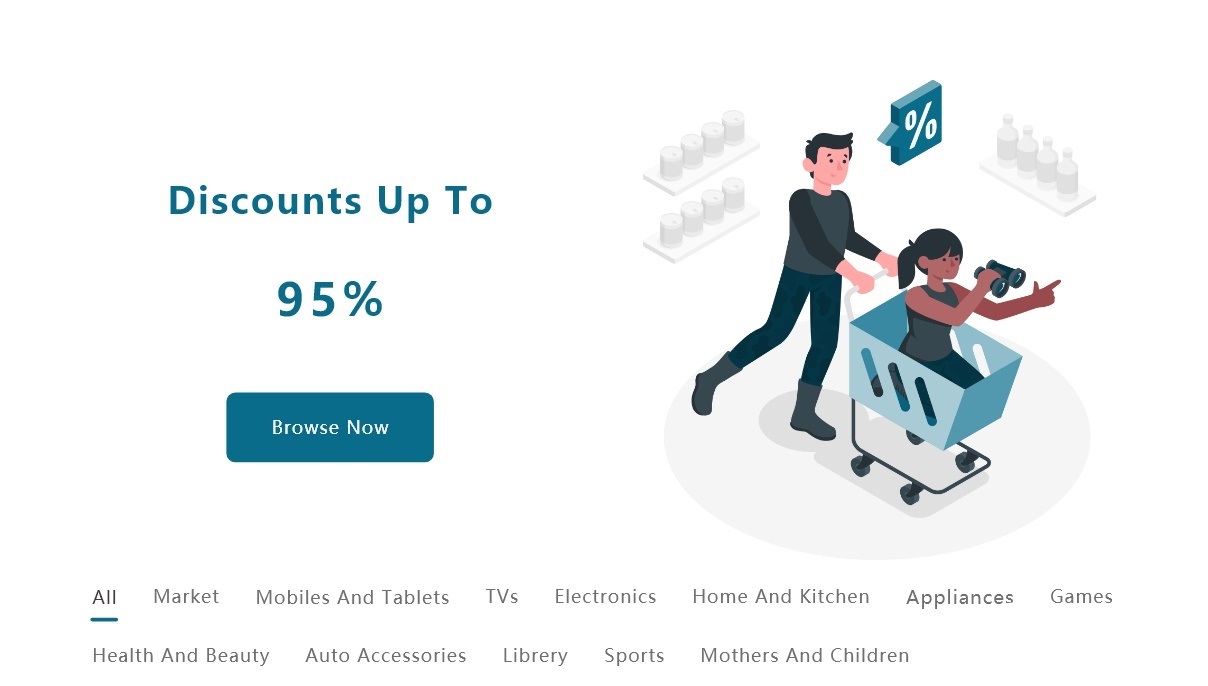 %
Discounts Up To
95%
Browse Now
All Market Mobiles And Tablets TVs Electronics Home And Kitchen Appliances Games
Health And Beauty Auto Accessories Librery Sports Mothers And Children